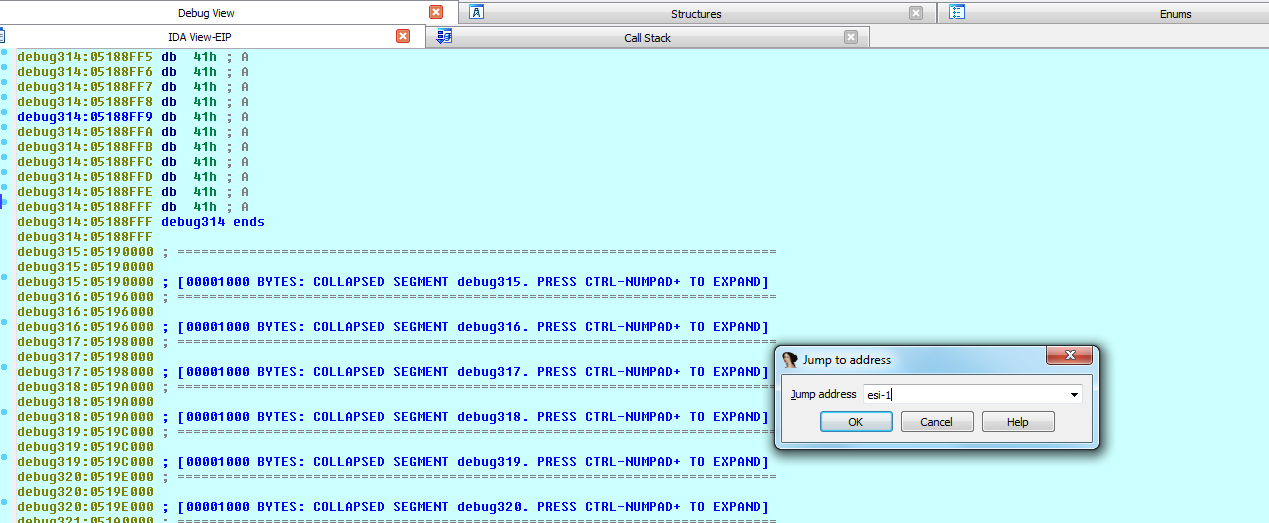 Debug View
Structures
Enums
IDA View-EIP
Call Stack
debug314:05188FF5 db  41h ; A
debug314:05188FF6 db  41h ; A
debug314:05188FF7 db  41h ; A
debug314:05188FF8 db  41h ; A
debug314:05188FF9 db  41h ; A
debug314:05188FFA db  41h ; A
debug314:05188FFB db  41h ; A
debug314:05188FFC db  41h ; A
debug314:05188FFD db  41h ; A
debug314:05188FFE db  41h ; A
debug314:05188FFF db  41h ; A
debug314:05188FFF debug314 ends
debug314:05188FFF
debug315:05190000 ; ===========================================================================
debug315:05190000
debug315:05190000 ; [00001000 BYTES: COLLAPSED SEGMENT debug315. PRESS CTRL-NUMPAD+ TO EXPAND]
debug316:05196000 ; ===========================================================================
debug316:05196000
debug316:05196000 ; [00001000 BYTES: COLLAPSED SEGMENT debug316. PRESS CTRL-NUMPAD+ TO EXPAND]
debug317:05198000 ; ===========================================================================
debug317:05198000
debug317:05198000 ; [00001000 BYTES: COLLAPSED SEGMENT debug317. PRESS CTRL-NUMPAD+ TO EXPAND]
debug318:0519A000 ; ===========================================================================
debug318:0519A000
debug318:0519A000 ; [00001000 BYTES: COLLAPSED SEGMENT debug318. PRESS CTRL-NUMPAD+ TO EXPAND]
debug319:0519C000 ; ===========================================================================
debug319:0519C000
debug319:0519C000 ; [00001000 BYTES: COLLAPSED SEGMENT debug319. PRESS CTRL-NUMPAD+ TO EXPAND]
debug320:0519E000 ; ===========================================================================
debug320:0519E000
debug320:0519E000 ; [00001000 BYTES: COLLAPSED SEGMENT debug320. PRESS CTRL-NUMPAD+ TO EXPAND]
debug321:051A0000 ; ===========================================================================
Jump to address
Jump address esi-1
OK Cancel Help